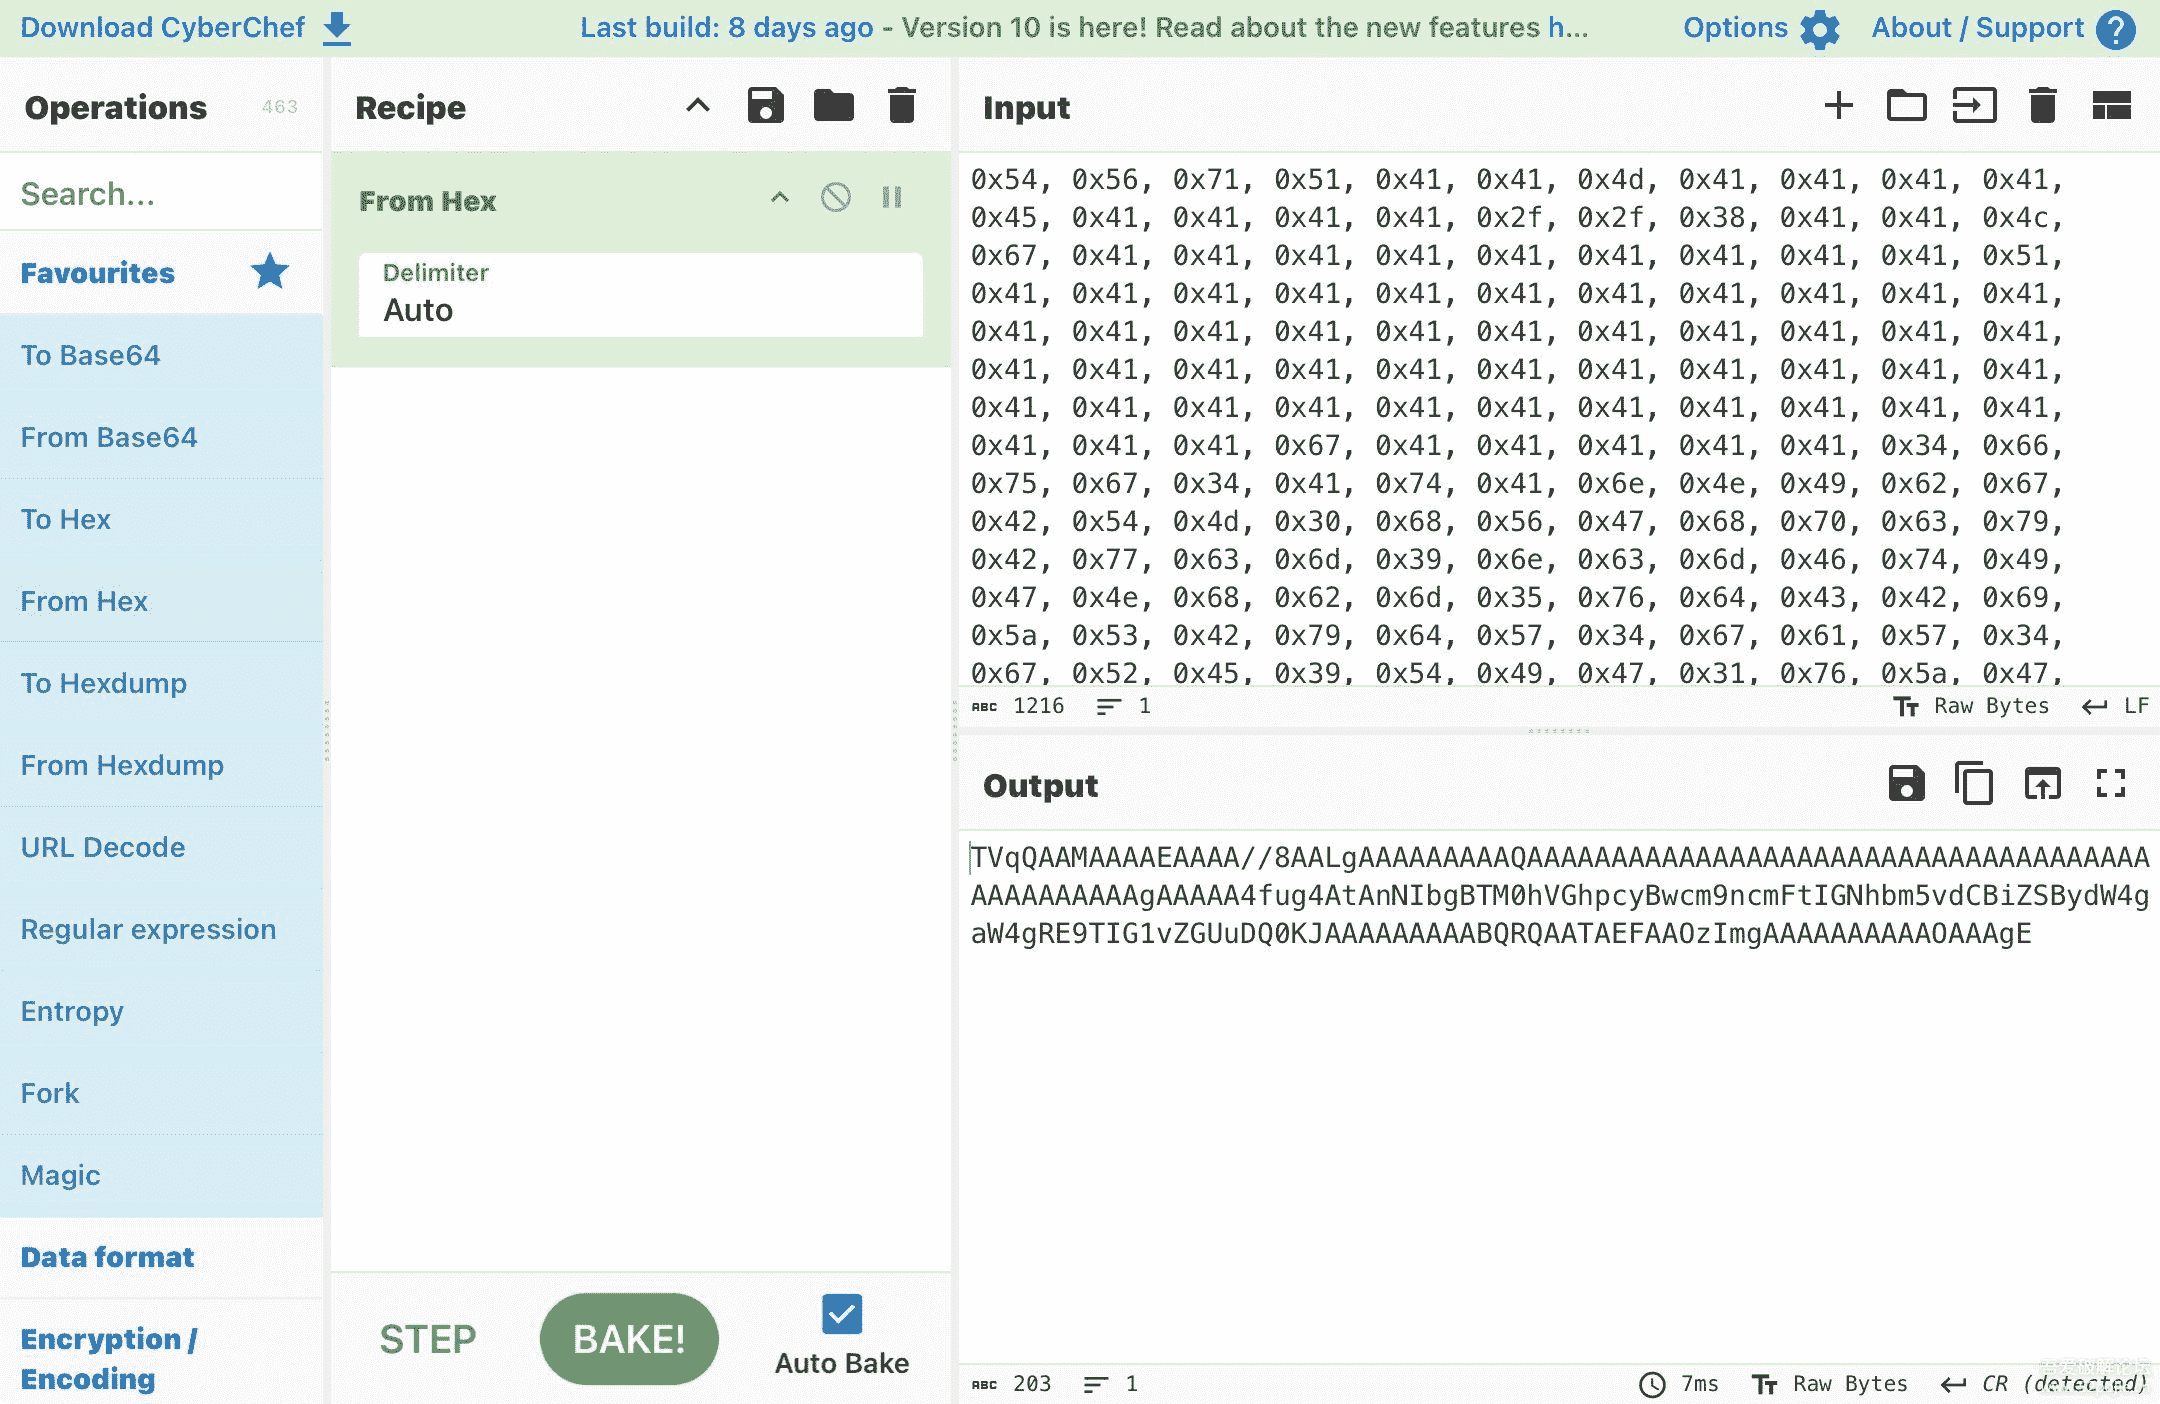 Download CyberChef
Last build: 8 days ago - Version 10 is here! Read about the new features h...
Options
About / Support
Operations
463
Search...
Favourites
To Base64
From Base64
To Hex
From Hex
To Hexdump
From Hexdump
URL Decode
Regular expression
Entropy
Fork
Magic
Data format
Encryption /
Encoding
Recipe
From Hex
Delimiter
Auto
STEP
BAKE!
Auto Bake
Input
0x54, 0x56, 0x71, 0x51, 0x41, 0x41, 0x4d, 0x41, 0x41, 0x41, 0x41,
0x45, 0x41, 0x41, 0x41, 0x41, 0x2f, 0x2f, 0x38, 0x41, 0x41, 0x4c,
0x67, 0x41, 0x41, 0x41, 0x41, 0x41, 0x41, 0x41, 0x41, 0x41, 0x51,
0x41, 0x41, 0x41, 0x41, 0x41, 0x41, 0x41, 0x41, 0x41, 0x41, 0x41,
0x41, 0x41, 0x41, 0x41, 0x41, 0x41, 0x41, 0x41, 0x41, 0x41, 0x41,
0x41, 0x41, 0x41, 0x41, 0x41, 0x41, 0x41, 0x41, 0x41, 0x41, 0x41,
0x41, 0x41, 0x41, 0x41, 0x41, 0x41, 0x41, 0x41, 0x41, 0x41, 0x41,
0x41, 0x41, 0x41, 0x67, 0x41, 0x41, 0x41, 0x41, 0x41, 0x34, 0x66,
0x75, 0x67, 0x34, 0x41, 0x74, 0x41, 0x6e, 0x4e, 0x49, 0x62, 0x67,
0x42, 0x54, 0x4d, 0x30, 0x68, 0x56, 0x47, 0x68, 0x70, 0x63, 0x79,
0x42, 0x77, 0x63, 0x6d, 0x39, 0x6e, 0x63, 0x6d, 0x46, 0x74, 0x49,
0x47, 0x4e, 0x68, 0x62, 0x6d, 0x35, 0x76, 0x64, 0x43, 0x42, 0x69,
0x5a, 0x53, 0x42, 0x79, 0x64, 0x57, 0x34, 0x67, 0x61, 0x57, 0x34,
0x67, 0x52, 0x45, 0x39, 0x54, 0x49, 0x47, 0x31, 0x76, 0x5a, 0x47,
ABC 1216 1
Tт Raw Bytes LF
Output
TVqQAAMAAAAEAAAA//8AALgAAAAAAAAAQAAAAAAAAAAAAAAAAAAAAAAAAAAAAAAAAAAAAA
AAAAAAAAAAgAAAAA4fug4AtAnNIbgBTM0hVGhpcyBwcm9ncmFtIGNhbm5vdCBiZSBydW4g
aW4gRE9TIG1vZGUuDQ0KJAAAAAAAAABQRQAATAEFAAOzImgAAAAAAAAAAOAAAgE
ABC 203 1
7ms Tт Raw Bytes CR (detected)